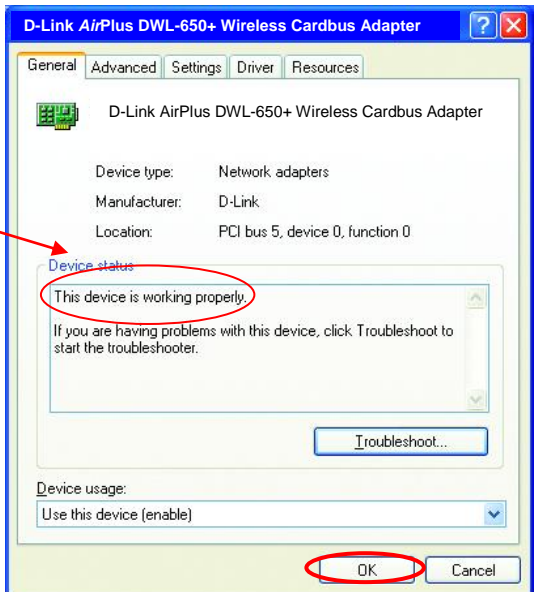 D-Link AirPlus DWL-650+ Wireless Cardbus Adapter
General Advanced Settings Driver Resources
D-Link AirPlus DWL-650+ Wireless Cardbus Adapter
Device type: Network adapters
Manufacturer: D-Link
Location: PCI bus 5, device 0, function 0
Device status
This device is working properly.
If you are having problems with this device, click Troubleshoot to
start the troubleshooter.
Troubleshoot...
Device usage:
Use this device (enable)
OK Cancel